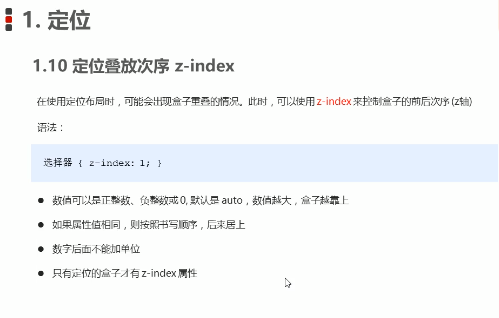 1. 定位
1.10 定位叠放次序 z-index
在使用定位布局时，可能会出现盒子重叠的情况。此时，可以使用 z-index 来控制盒子的前后次序 (z轴)
语法：
选择器 { z-index: 1; }
数值可以是正整数、负整数或 0, 默认是 auto，数值越大，盒子越靠上
如果属性值相同，则按照书写顺序，后来居上
数字后面不能加单位
只有定位的盒子才有 z-index 属性